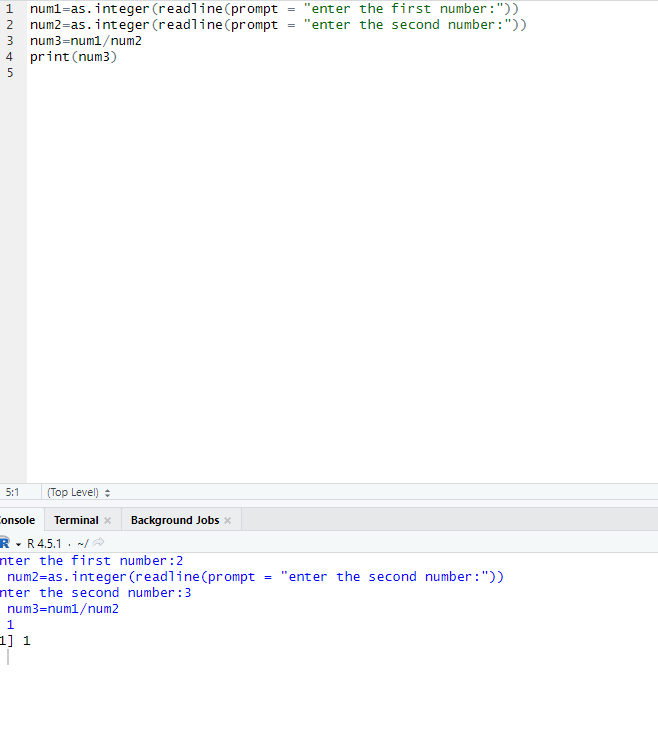 1 num1=as.integer(readline(prompt = "enter the first number:"))
2 num2=as.integer(readline(prompt = "enter the second number:"))
3 num3=num1/num2
4 print(num3)
5
5:1 (Top Level)
onsole Terminal Background Jobs
R R 4.5.1 · ~/
nter the first number:2
num2=as.integer(readline(prompt = "enter the second number:"))
nter the second number:3
num3=num1/num2
1
1] 1